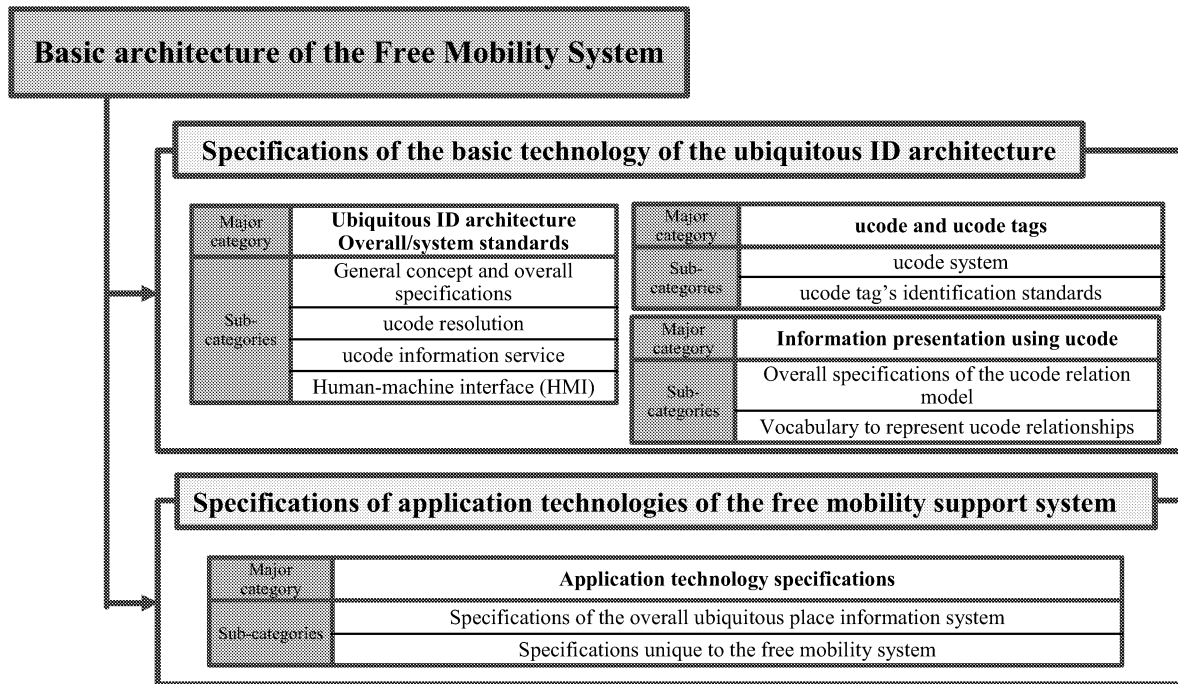 Basic architecture of the Free Mobility System
Specifications of the basic technology of the ubiquitous ID architecture
Major
category
Ubiquitous ID architecture
Overall/system standards
Sub-
categories
General concept and overall
specifications
ucode resolution
ucode information service
Human-machine interface (HMI)
Major
category
ucode and ucode tags
Sub-
categories
ucode system
ucode tag’s identification standards
Major
category
Information presentation using ucode
Sub-
categories
Overall specifications of the ucode relation
model
Vocabulary to represent ucode relationships
Specifications of application technologies of the free mobility support system
Major
category
Application technology specifications
Sub-categories
Specifications of the overall ubiquitous place information system
Specifications unique to the free mobility system